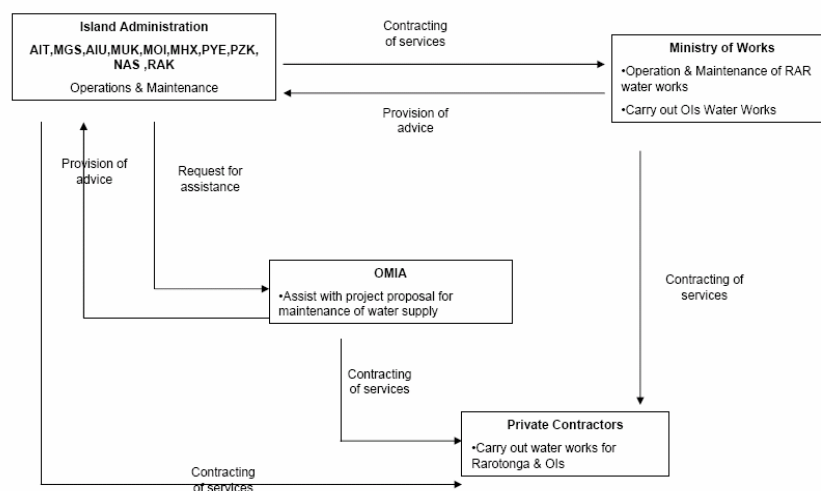 Island Administration
AIT,MGS,AIU,MUK,MOI,MHX,PYE,PZK,
NAS ,RAK
Operations & Maintenance
Contracting
of services
Ministry of Works
•Operation & Maintenance of RAR
water works
•Carry out OIs Water Works
Provision of
advice
Provision of
advice
Request for
assistance
OMIA
•Assist with project proposal for
maintenance of water supply
Contracting of
services
Contracting
of services
Private Contractors
•Carry out water works for
Rarotonga & OIs
Contracting
of services